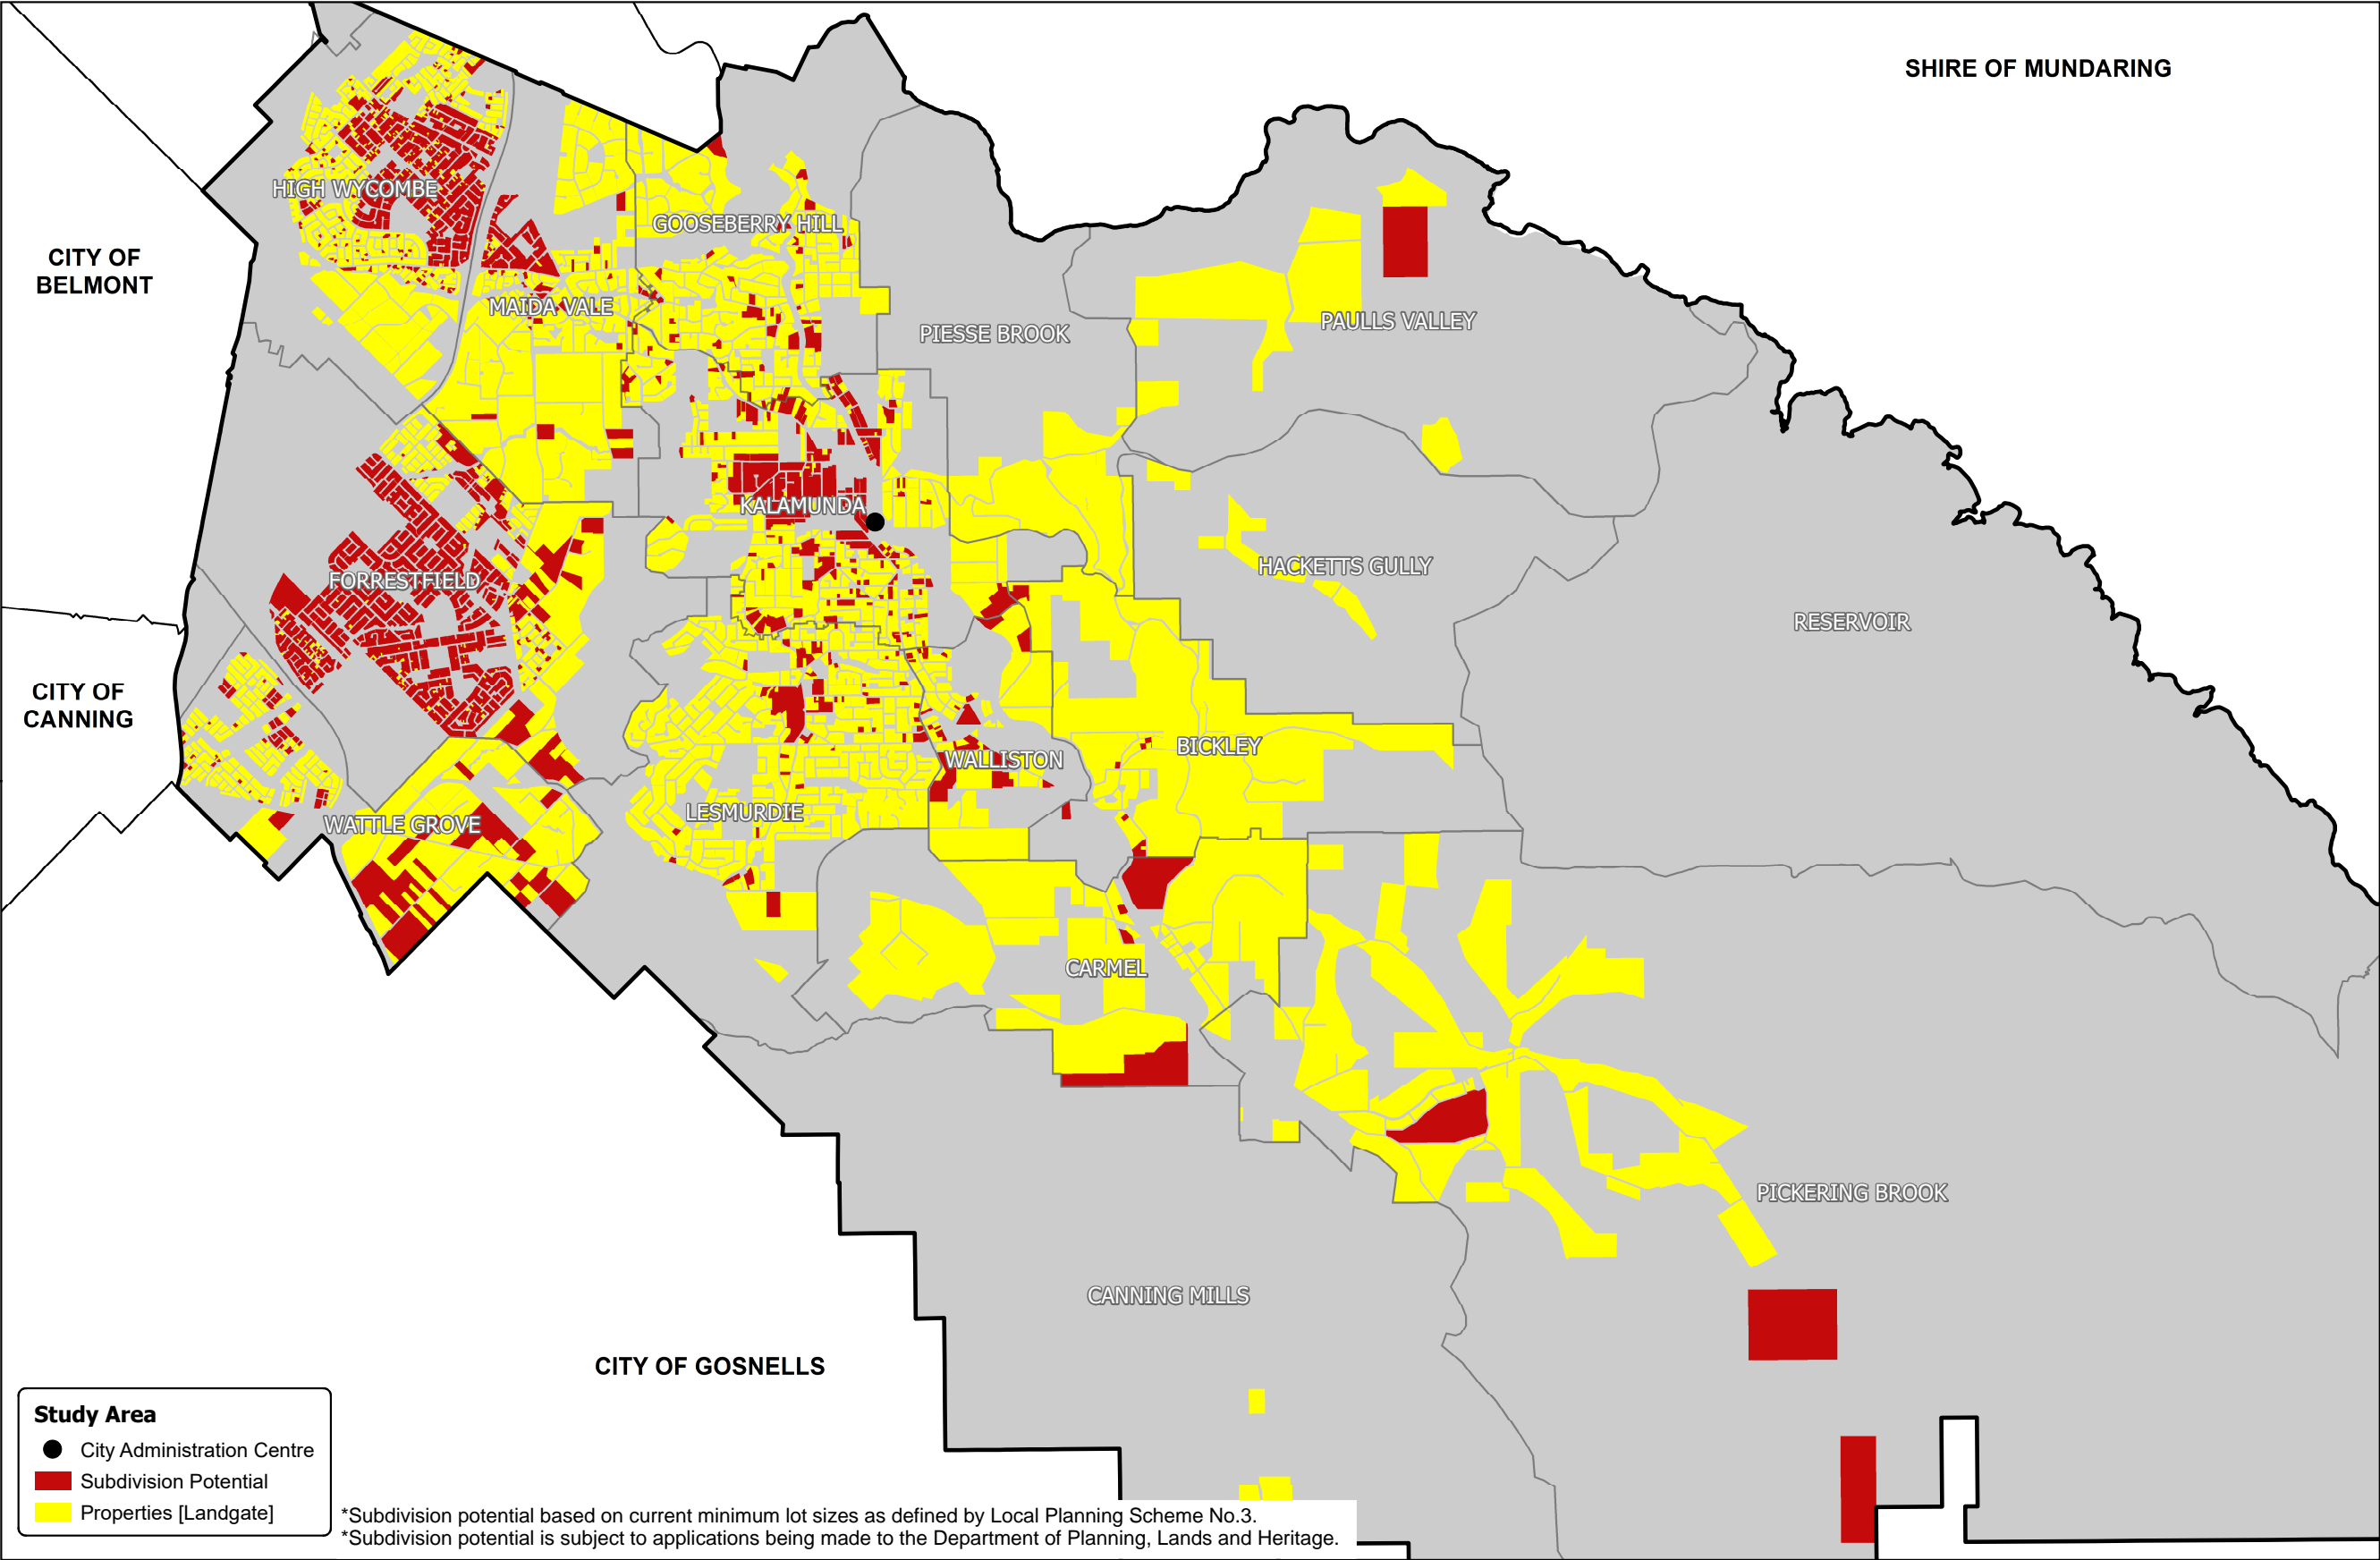 SHIRE OF MUNDARING
HIGH WYCOMBE
GOOSEBERRY HILL
CITY OF
BELMONT
MAIDA VALE
PIESSE BROOK
PAULLS VALLEY
KALAMUNDA
HACKETTS GULLY
FORRESTFIELD
RESERVOIR
CITY OF
CANNING
BICKLEY
WALLISTON
LESMURDIE
WATTLE GROVE
CARMEL
PICKERING BROOK
CANNING MILLS
CITY OF GOSNELLS
Study Area
City Administration Centre
Subdivision Potential
Properties [Landgate]
*Subdivision potential based on current minimum lot sizes as defined by Local Planning Scheme No.3.
*Subdivision potential is subject to applications being made to the Department of Planning, Lands and Heritage.